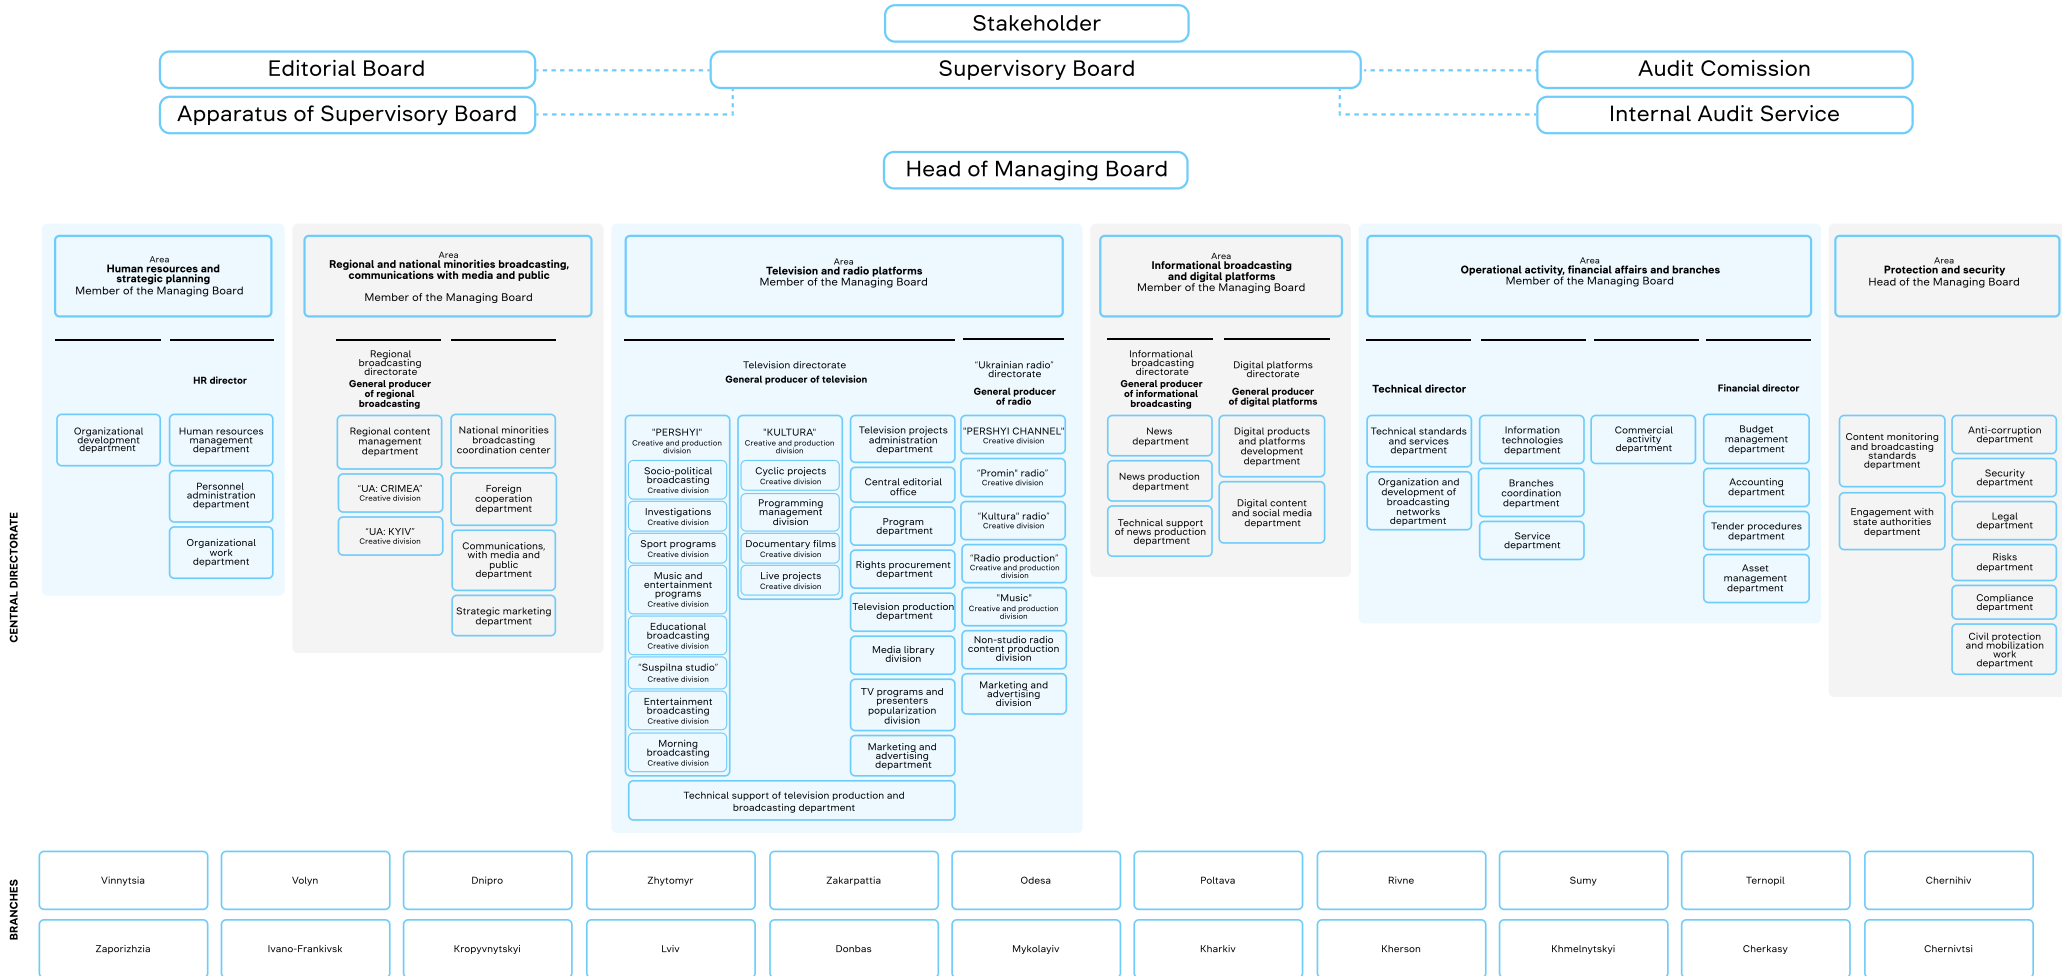 Stakeholder
Editorial Board
Supervisory Board
Audit Comission
Apparatus of Supervisory Board
Internal Audit Service
Head of Managing Board
CENTRAL DIRECTORATE
Area
Human resources and
strategic planning
Member of the Managing Board
HR director
Organizational
development
department
Human resources
management
department
Personnel
administration
department
Organizational
work
department
Area
Regional and national minorities broadcasting,
communications with media and public
Member of the Managing Board
Regional
broadcasting
directorate
General producer
of regional
broadcasting
Regional content
management
department
"UA: CRIMEA"
Creative division
"UA: KYIV"
Creative division
National minorities
broadcasting
coordination center
Foreign
cooperation
department
Communications,
with media and
public
department
Strategic marketing
department
Area
Television and radio platforms
Member of the Managing Board
Television directorate
General producer of television
"PERSHYI"
Creative and production
division
Socio-political
broadcasting
Creative division
Investigations
Creative division
Sport programs
Creative division
Music and
entertainment
programs
Creative division
Educational
broadcasting
Creative division
"Suspilna studio"
Creative division
Entertainment
broadcasting
Creative division
Morning
broadcasting
Creative division
"KULTURA"
Creative and production
division
Cyclic projects
Creative division
Programming
management
division
Documentary films
Creative division
Live projects
Creative division
Television projects
administration
department
Central editorial
office
Program
department
Rights procurement
department
Television production
department
Media library
division
TV programs and
presenters
popularization
division
Marketing and
advertising
department
Technical support of television production and
broadcasting department
"Ukrainian radio"
directorate
General producer
of radio
"PERSHYI CHANNEL"
Creative division
"Promin" radio"
Creative division
"Kultura" radio"
Creative division
"Radio production"
Creative and production
division
"Music"
Creative and production
division
Non-studio radio
content production
division
Marketing and
advertising
division
Area
Informational broadcasting
and digital platforms
Member of the Managing Board
Informational
broadcasting
directorate
General producer
of informational
broadcasting
News
department
News production
department
Technical support
of news production
department
Digital platforms
directorate
General producer
of digital platforms
Digital products
and platforms
development
department
Digital content
and social media
department
Area
Operational activity, financial affairs and branches
Member of the Managing Board
Technical director
Technical standards
and services
department
Organization and
development of
broadcasting
networks
department
Information
technologies
department
Branches
coordination
department
Service
department
Commercial
activity
department
Financial director
Budget
management
department
Accounting
department
Tender procedures
department
Asset
management
department
Area
Protection and security
Head of the Managing Board
Content monitoring
and broadcasting
standards
department
Engagement with
state authorities
department
Anti-corruption
department
Security
department
Legal
department
Risks
department
Compliance
department
Civil protection
and mobilization
work
department
BRANCHES
Vinnytsia
Volyn
Dnipro
Zhytomyr
Zakarpattia
Odesa
Poltava
Rivne
Sumy
Ternopil
Chernihiv
Zaporizhzia
Ivano-Frankivsk
Kropyvnytskyi
Lviv
Donbas
Mykolayiv
Kharkiv
Kherson
Khmelnytskyi
Cherkasy
Chernivtsi